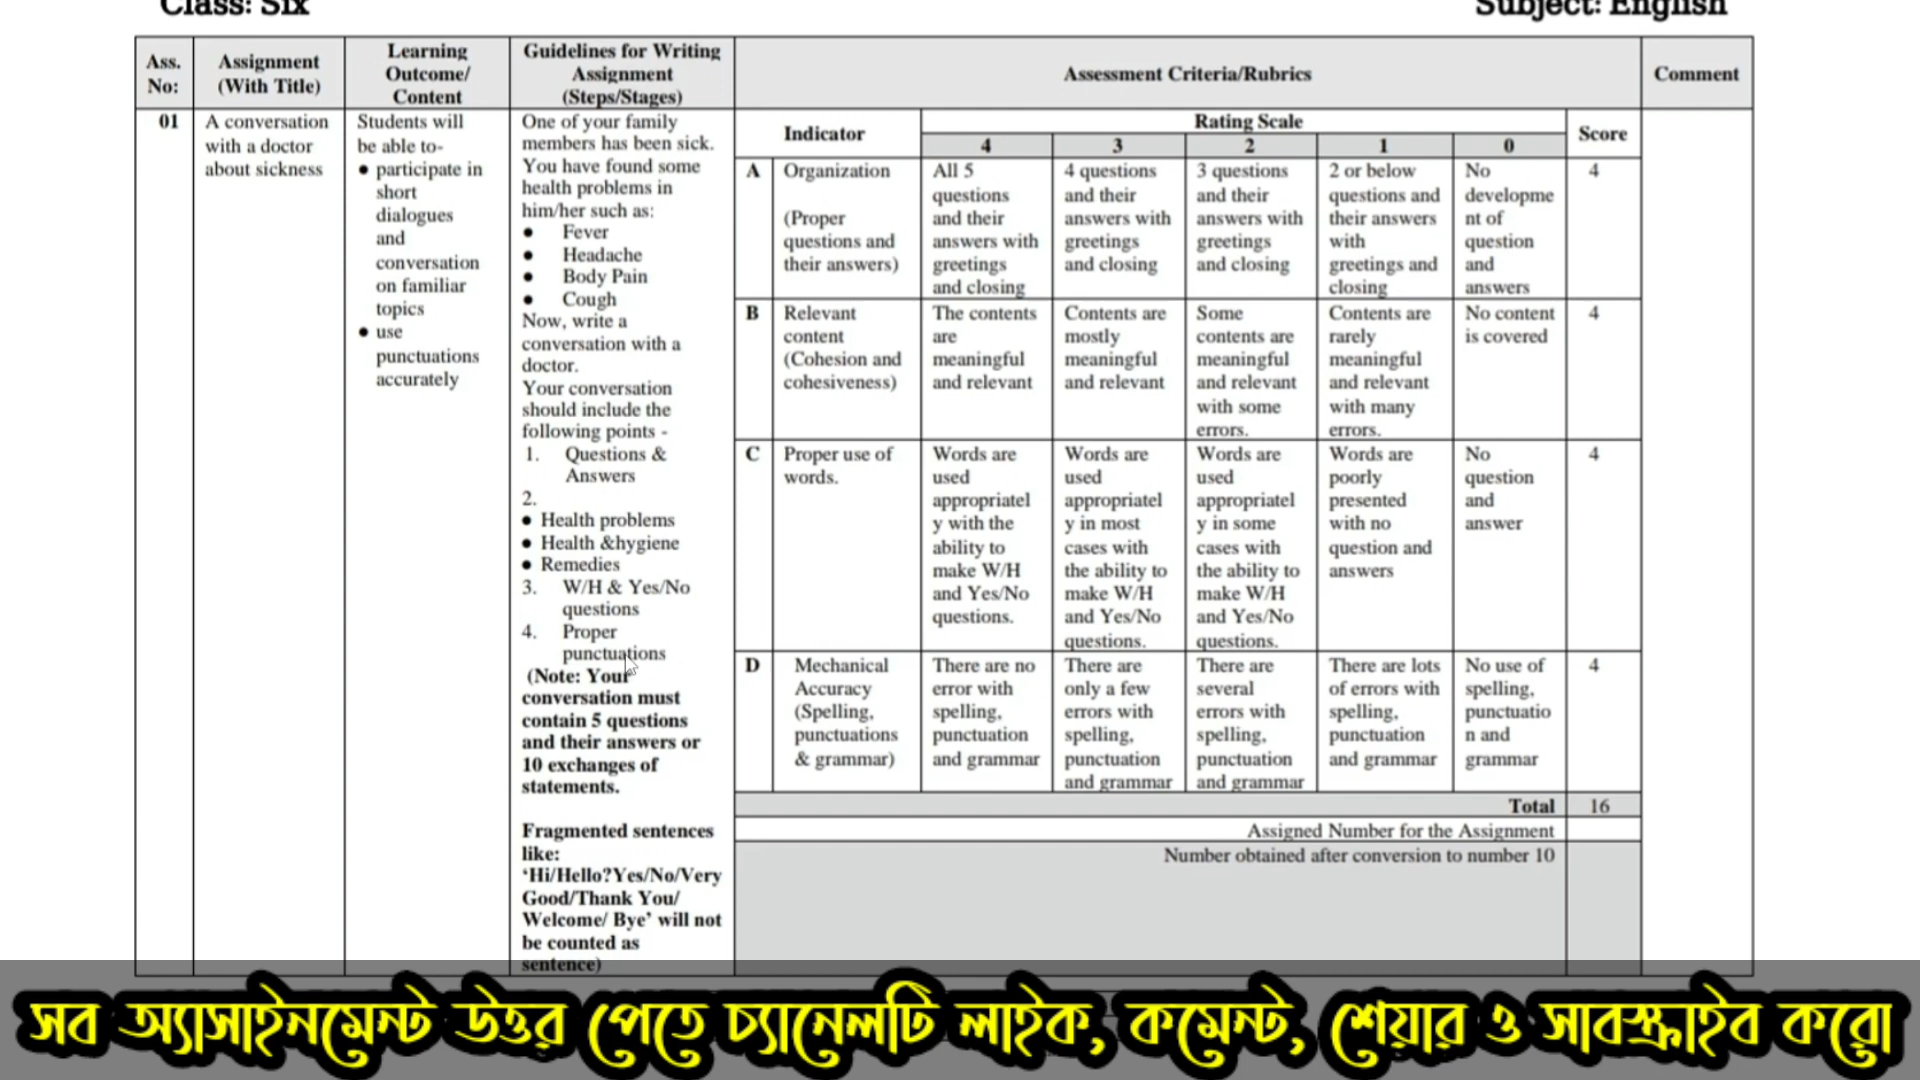 Class: Six
Subject: English
Ass.
No:
Assignment
(With Title)
Learning
Outcome/
Content
Guidelines for Writing
Assignment
(Steps/Stages)
Assessment Criteria/Rubrics
Comment
01
A conversation
with a doctor
about sickness
Students will
be able to-
● participate in
short
dialogues
and
conversation
on familiar
topics
● use
punctuations
accurately
One of your family
members has been sick.
You have found some
health problems in
him/her such as:
● Fever
● Headache
● Body Pain
● Cough
Now, write a
conversation with a
doctor.
Your conversation
should include the
following points -
1. Questions &
Answers
2.
● Health problems
● Health &hygiene
● Remedies
3. W/H & Yes/No
questions
4. Proper
punctuations
(Note: Your
conversation must
contain 5 questions
and their answers or
10 exchanges of
statements.
Fragmented sentences
like:
‘Hi/Hello?Yes/No/Very
Good/Thank You/
Welcome/ Bye’ will not
be counted as
sentence)
Indicator
Rating Scale
Score
4
3
2
1
0
A
Organization
(Proper
questions and
their answers)
All 5
questions
and their
answers with
greetings
and closing
4 questions
and their
answers with
greetings
and closing
3 questions
and their
answers with
greetings
and closing
2 or below
questions and
their answers
with
greetings and
closing
No
developme
nt of
question
and
answers
4
B
Relevant
content
(Cohesion and
cohesiveness)
The contents
are
meaningful
and relevant
Contents are
mostly
meaningful
and relevant
Some
contents are
meaningful
and relevant
with some
errors.
Contents are
rarely
meaningful
and relevant
with many
errors.
No content
is covered
4
C
Proper use of
words.
Words are
used
appropriatel
y with the
ability to
make W/H
and Yes/No
questions.
Words are
used
appropriatel
y in most
cases with
the ability to
make W/H
and Yes/No
questions.
Words are
used
appropriatel
y in some
cases with
the ability to
make W/H
and Yes/No
questions.
Words are
poorly
presented
with no
question and
answers
No
question
and
answer
4
D
Mechanical
Accuracy
(Spelling,
punctuations
& grammar)
There are no
error with
spelling,
punctuation
and grammar
There are
only a few
errors with
spelling,
punctuation
and grammar
There are
several
errors with
spelling,
punctuation
and grammar
There are lots
of errors with
spelling,
punctuation
and grammar
No use of
spelling,
punctuatio
n and
grammar
4
Total 16
Assigned Number for the Assignment
Number obtained after conversion to number 10
সব অ্যাসাইনমেন্ট উত্তর পেতে চ্যানেলটি লাইক, কমেন্ট, শেয়ার ও সাবস্ক্রাইব করো